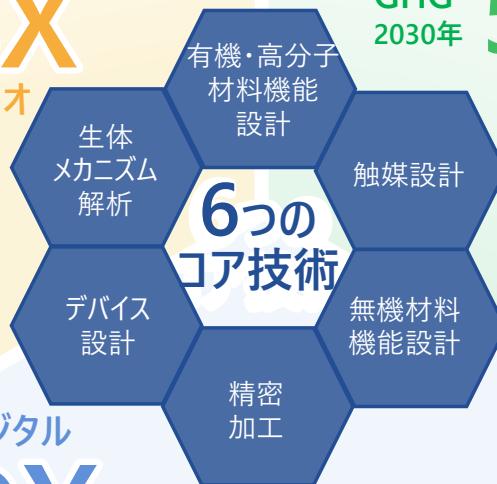 X
オ
GHG
2030年
有機・高分子
材料機能
設計
生体
メカニズム
解析
触媒設計
6つの
コア技術
デバイス
設計
無機材料
機能設計
精密
加工
ジタル